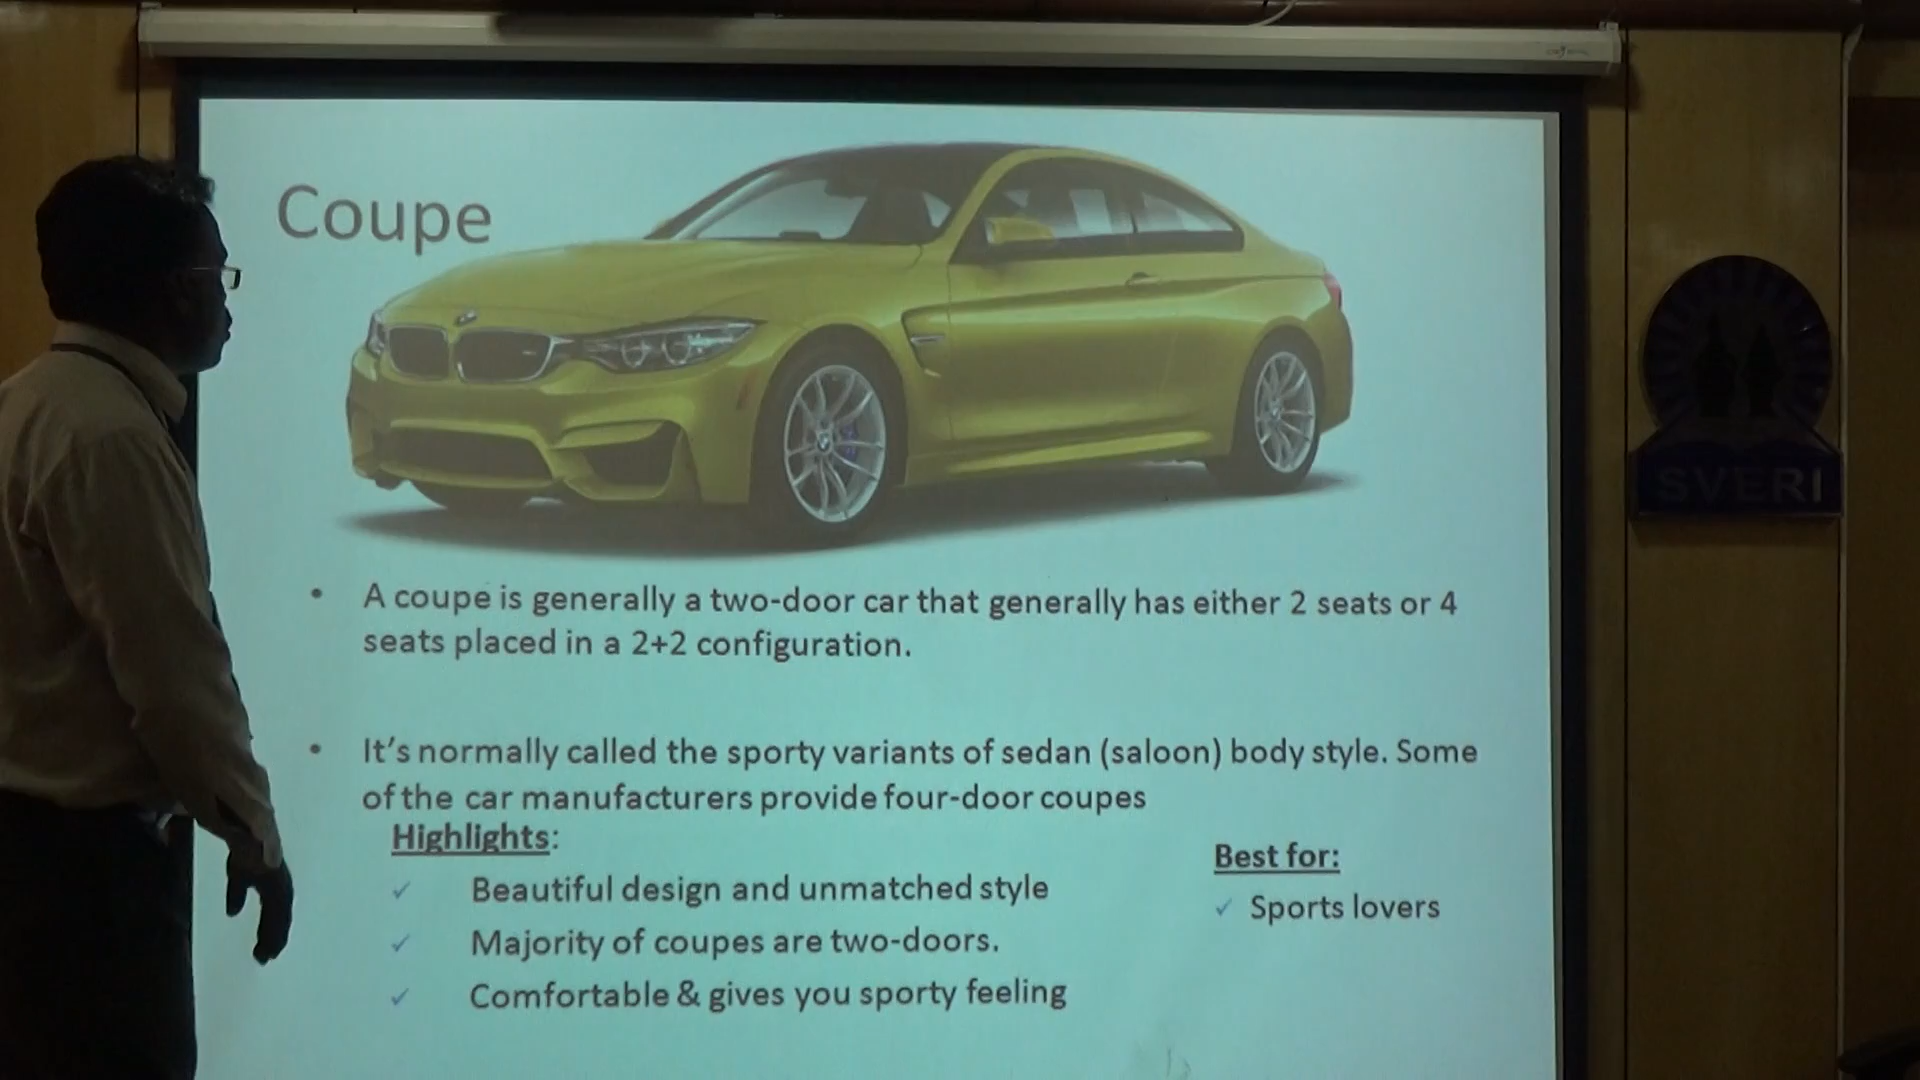 Coupe
A coupe is generally a two-door car that generally has either 2 seats or 4
seats placed in a 2+2 configuration.
It's normally called the sporty variants of sedan (saloon) body style. Some
of the car manufacturers provide four-door coupes
Highlights:
Beautiful design and unmatched style
Majority of coupes are two-doors.
Comfortable & gives you sporty feeling
Best for:
Sports lovers
SVERI